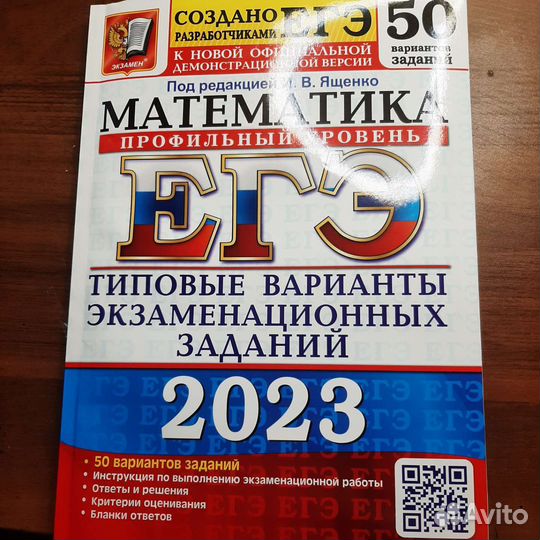 СОЗДАНО
РАЗРАБОТЧИКАМИ ЕГЭ
К НОВОЙ ОФИЦИАЛЬНОЙ
ДЕМОНСТРАЦИОННОЙ ВЕРСИИ
50
вариантов
заданий
ЭКЗАМЕН
Под редакцией И. В. Ященко
МАТЕМАТИКА
ПРОФИЛЬНЫЙ УРОВЕНЬ
ЕГЭ
ТИПОВЫЕ ВАРИАНТЫ
ЭКЗАМЕНАЦИОННЫХ
ЗАДАНИЙ
2023
• 50 вариантов заданий
• Инструкция по выполнению экзаменационной работы
• Ответы и решения
• Критерии оценивания
• Бланки ответов
Avito